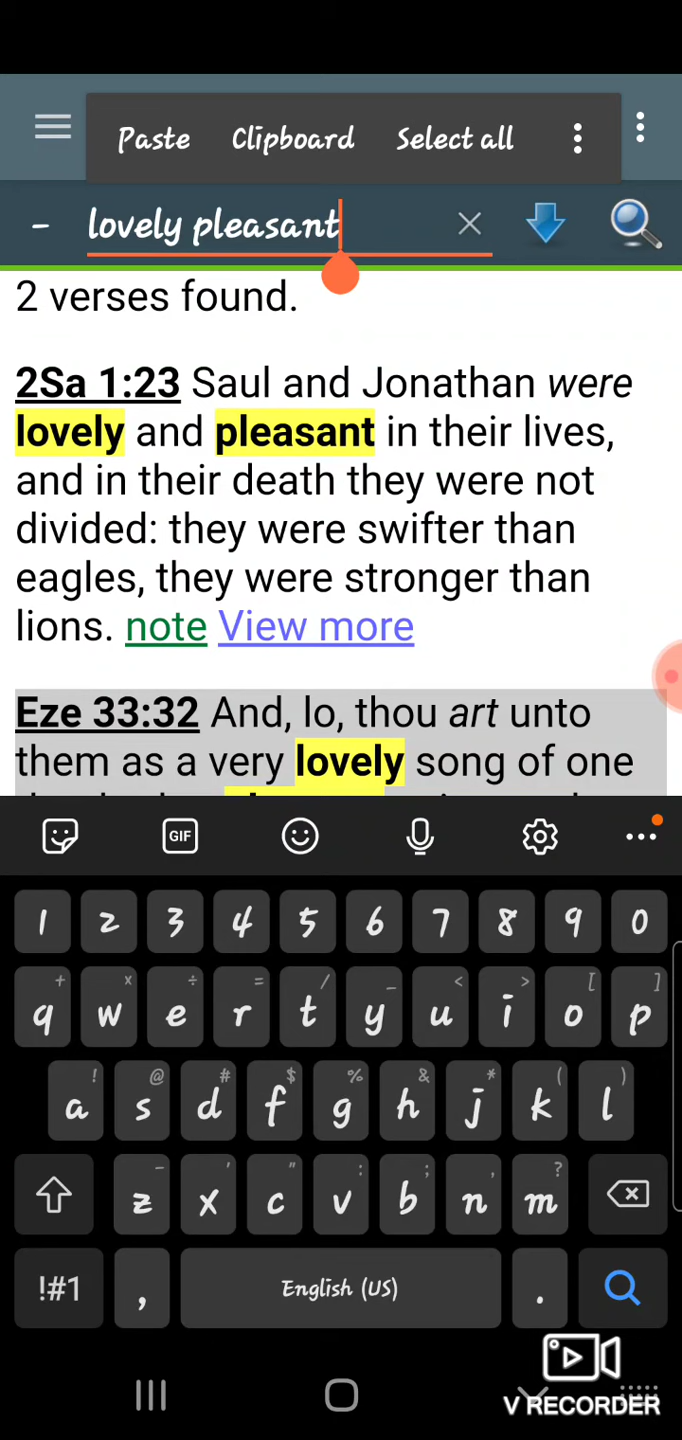 Paste Clipboard Select all
- lovely pleasant
2 verses found.
2Sa 1:23 Saul and Jonathan were
lovely and pleasant in their lives,
and in their death they were not
divided: they were swifter than
eagles, they were stronger than
lions. note View more
Eze 33:32 And, lo, thou art unto
them as a very lovely song of one
GIF
1 2 3 4 5 6 7 8 9 0
+ × ÷ = / _ < > [ ]
q w e r t y u i o p
! @ # $ % & * ( )
a s d f g h j k l
- ' " : ; , ?
z x c v b n m
!#1 , English (US) .
V RECORDER